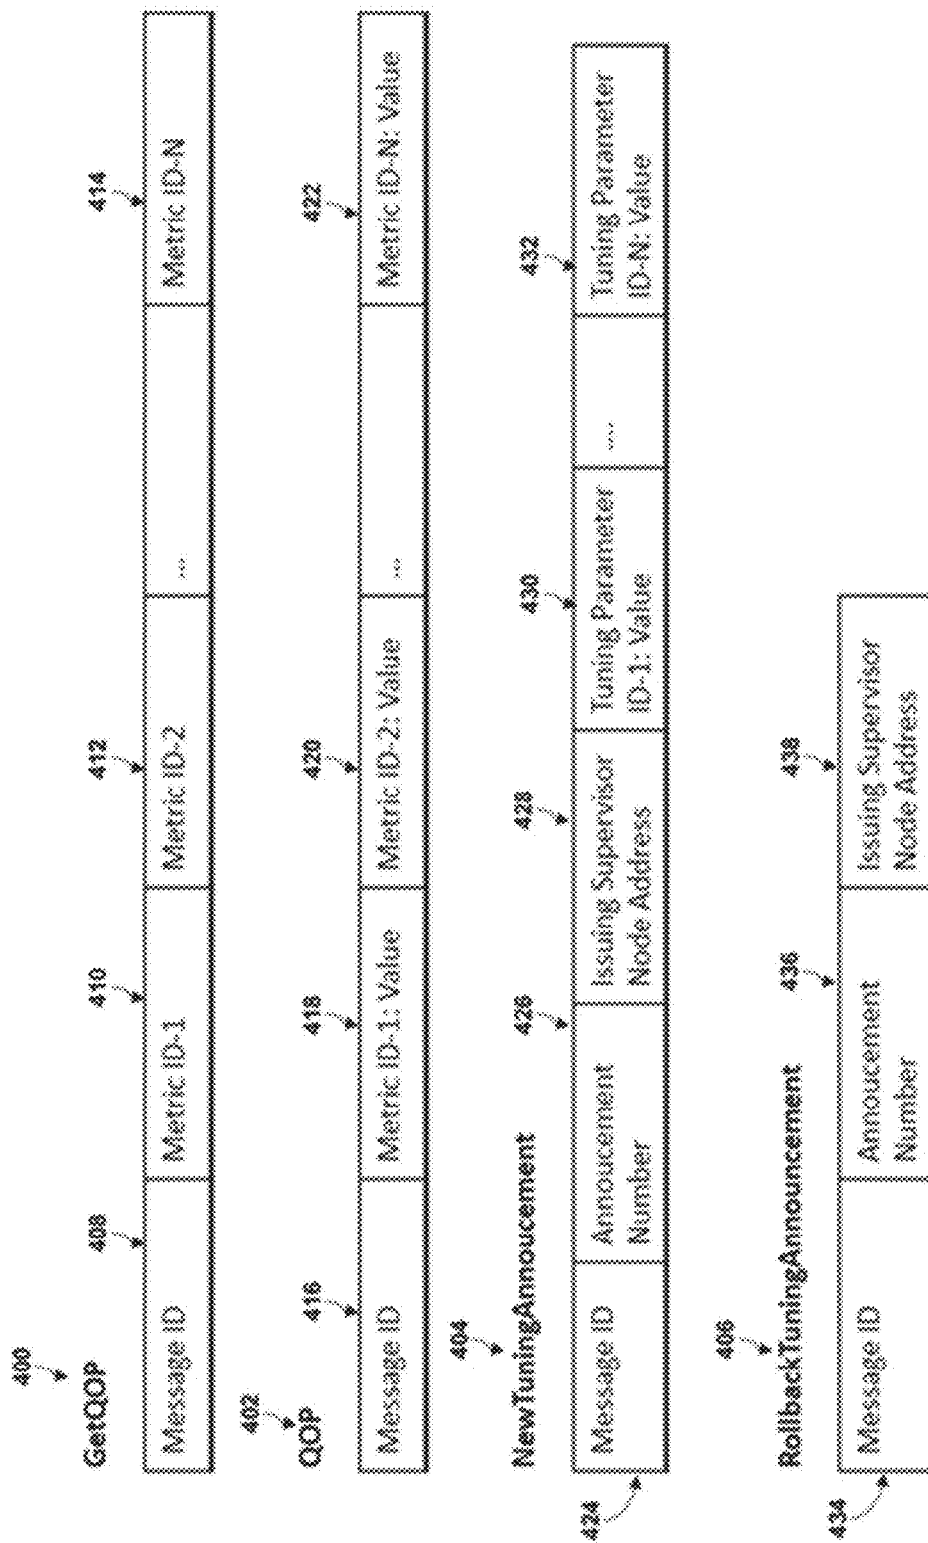 400
GetQOP
408
410
412
414
Message ID
Metric ID-1
Metric ID-2
...
Metric ID-N
402
QOP
416
418
420
422
Message ID
Metric ID-1: Value
Metric ID-2: Value
...
Metric ID-N: Value
404
NewTuningAnnoucement
426
428
430
432
424
Message ID
Annoucement
Number
Issuing Supervisor
Node Address
Tuning Parameter
ID-1: Value
....
Tuning Parameter
ID-N: Value
406
RollbackTuningAnnouncement
436
438
434
Message ID
Annoucement
Number
Issuing Supervisor
Node Address